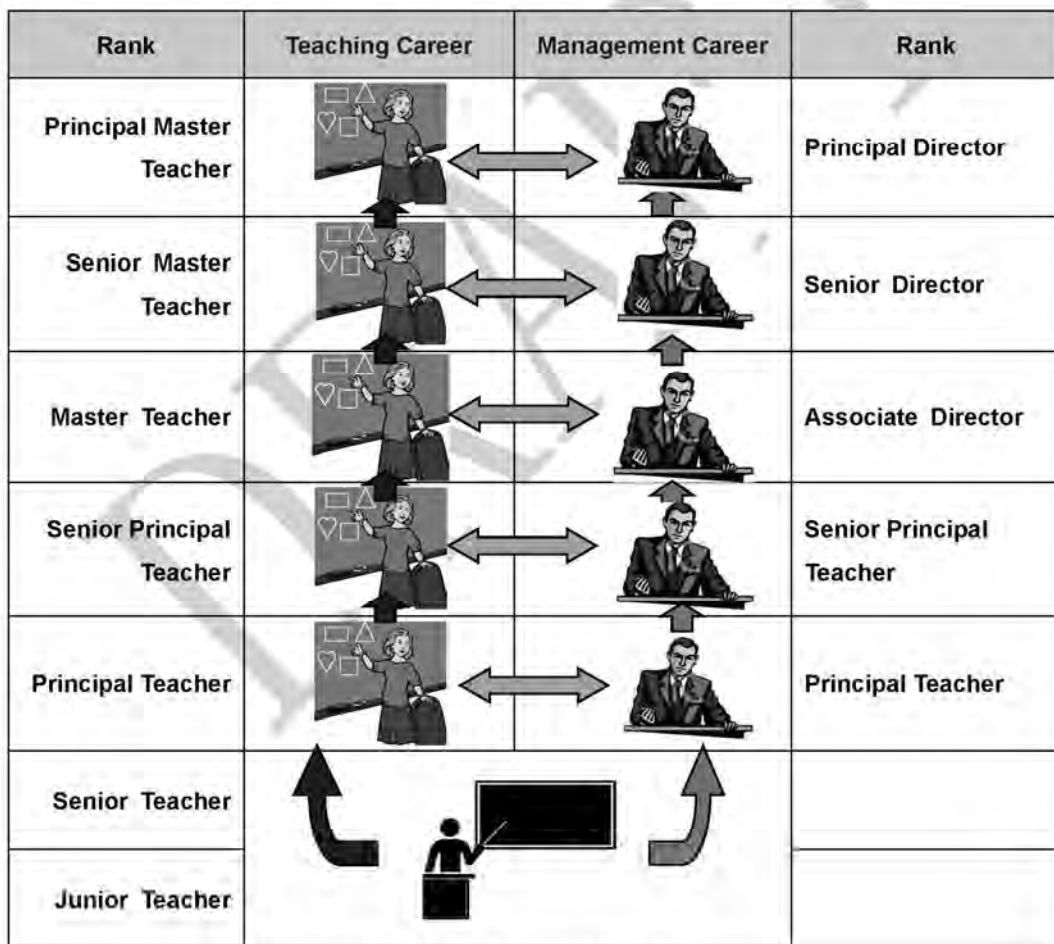 Rank Teaching Career Management Career Rank
Principal Master
Teacher
Principal Director
Senior Master
Teacher
Senior Director
Master Teacher
Associate Director
Senior Principal
Teacher
Senior Principal
Teacher
Principal Teacher
Principal Teacher
Senior Teacher
Junior Teacher
DRAFT